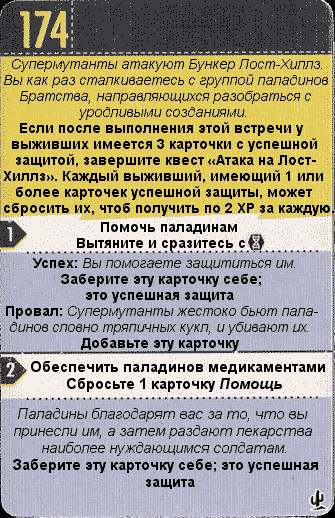 174
Супермутанты атакуют Бункер Лост-Хиллз.
Вы как раз сталкиваетесь с группой паладинов
Братства, направляющихся разобраться с
уродливыми созданиями.
Если после выполнения этой встречи у
выживших имеется 3 карточки с успешной
защитой, завершите квест «Атака на Лост-
Хиллз». Каждый выживший, имеющий 1 или
более карточек успешной защиты, может
сбросить их, чтоб получить по 2 ХР за каждую.
1
Помочь паладинам
Вытяните и сразитесь с
Успех: Вы помогаете защититься им.
Заберите эту карточку себе;
это успешная защита
Провал: Супермутанты жестоко бьют пала-
динов словно тряпичных кукл, и убивают их.
Добавьте эту карточку
2
Обеспечить паладинов медикаментами
Сбросьте 1 карточку Помощь
Паладины благодарят вас за то, что вы
принесли им, а затем раздают лекарства
наиболее нуждающимся солдатам.
Заберите эту карточку себе; это успешная
защита